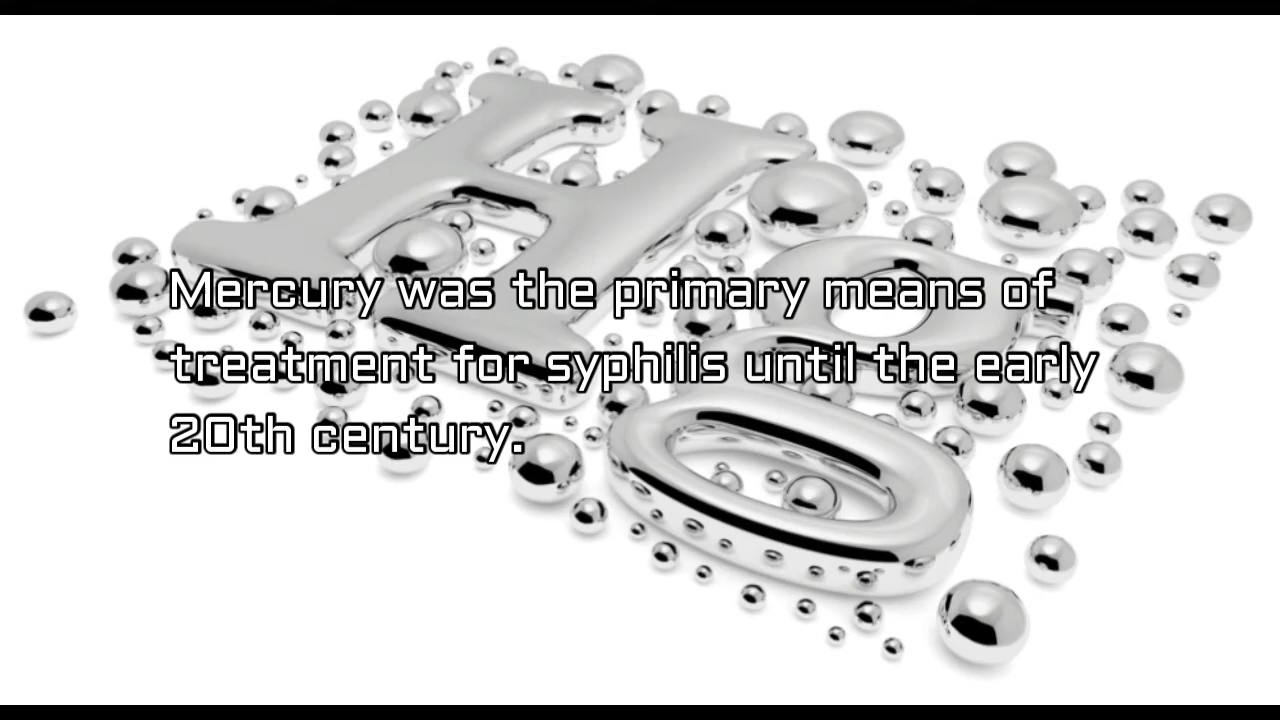 Hg
Mercury was the primary means of
treatment for syphilis until the early
20th century.